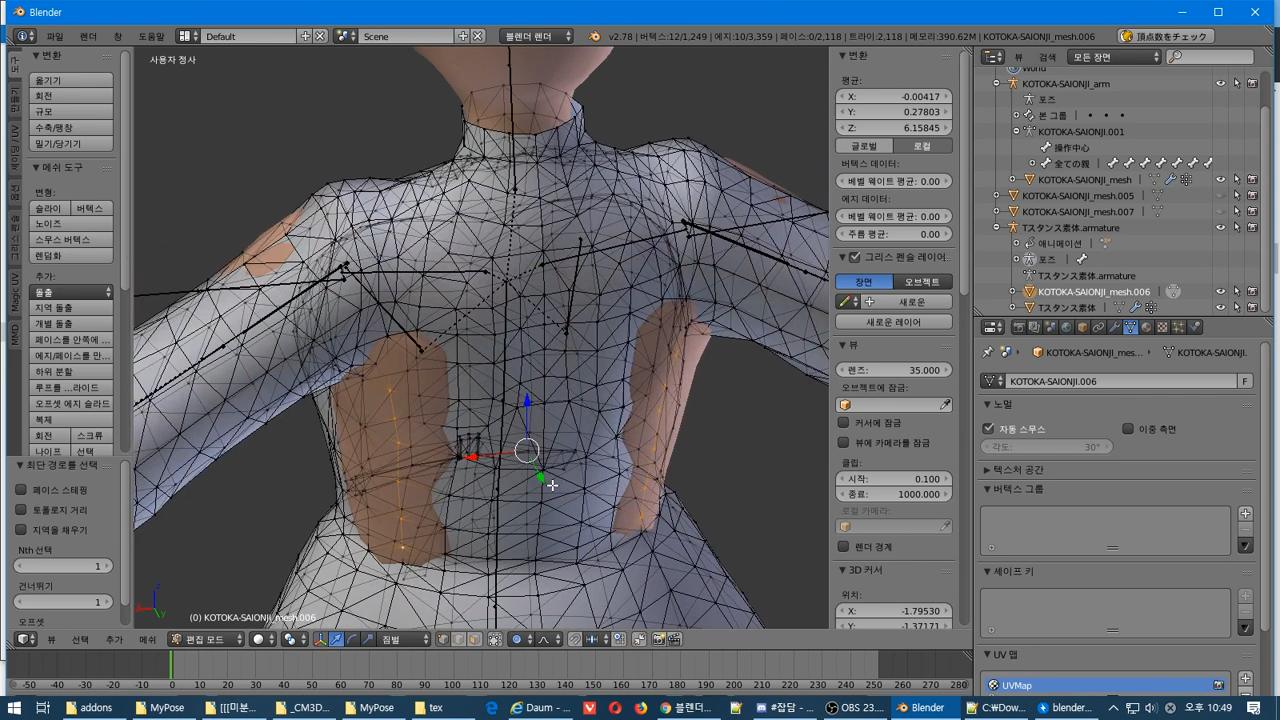 Blender
파일
렌더
창
도움말
Default
Scene
블렌더 렌더
v2.78 | 버텍스:12/1,249 | 에지:10/3,359 | 페이스:0/2,118 | 트라이:2,118 | 메모리:390.62M | KOTOKA-SAIONJI_mesh.006
頂点数をチェック
변환
옮기기
회전
규모
수축/팽창
밀기/당기기
메쉬 도구
변형:
슬라이
버텍스
노이즈
스무스 버텍스
렌덤화
추가:
돌출
지역 돌출
개별 돌출
페이스를 안쪽에 ...
에지/페이스를 만...
하위 분할
루프를 ...라이드
오프셋 에지 슬라드
복제
회전
스크류
나이프
선택
최단 경로를 선택
페이스 스테핑
토폴로지 거리
지역을 채우기
Nth 선택
1
건너뛰기
1
오프셋
Magic UV
MMD
사용자 정사
(0) KOTOKA-SAIONJI_mesh.006
변환
평균:
X: -0.00417
Y: 0.27803
Z: 6.15845
글로벌
로컬
버텍스 데이터:
베벨 웨이트 평균: 0.00
에지 데이터:
베벨 웨이트 평균: 0.00
주름 평균: 0.00
그리스 펜슬 레이어...
장면
오브젝트
새로운
새로운 레이어
뷰
렌즈: 35.000
오브젝트에 잠금:
커서에 잠금
뷰에 카메라를 잠금
클립:
시작: 0.100
종료: 1000.000
로컬 카메라:
렌더 경계
3D 커서
위치:
X: -1.79530
Y: -1.37171
뷰
검색
모든 장면
World
KOTOKA-SAIONJI_arm
포즈
본 그룹
KOTOKA-SAIONJI.001
操作中心
全ての親
KOTOKA-SAIONJI_mesh
KOTOKA-SAIONJI_mesh.005
KOTOKA-SAIONJI_mesh.007
Tスタンス素体.armature
애니메이션
포즈
Tスタンス素体.armature
KOTOKA-SAIONJI_mesh.006
Tスタンス素体
KOTOKA-SAIONJI_mes...
KOTOKA-SAIONJI.
KOTOKA-SAIONJI.006
F
노멀
자동 스무스
이중 측면
각도: 30°
텍스처 공간
버텍스 그룹
셰이프 키
UV 맵
UVMap
뷰
선택
추가
메쉬
편집 모드
짐벌
-50 -40 -30 -20 -10 0 10 20 30 40 50 60 70 80 90 100 110 120 130 140 150 160 170 180 190 200 210 220 230 240 250 260 270 280
addons
MyPose
[[[미분...
_CM3D...
MyPose
tex
Daum - ...
블렌더...
#잡담 - ...
OBS 23....
Blender
C:₩Dow...
blender...
오후 10:49